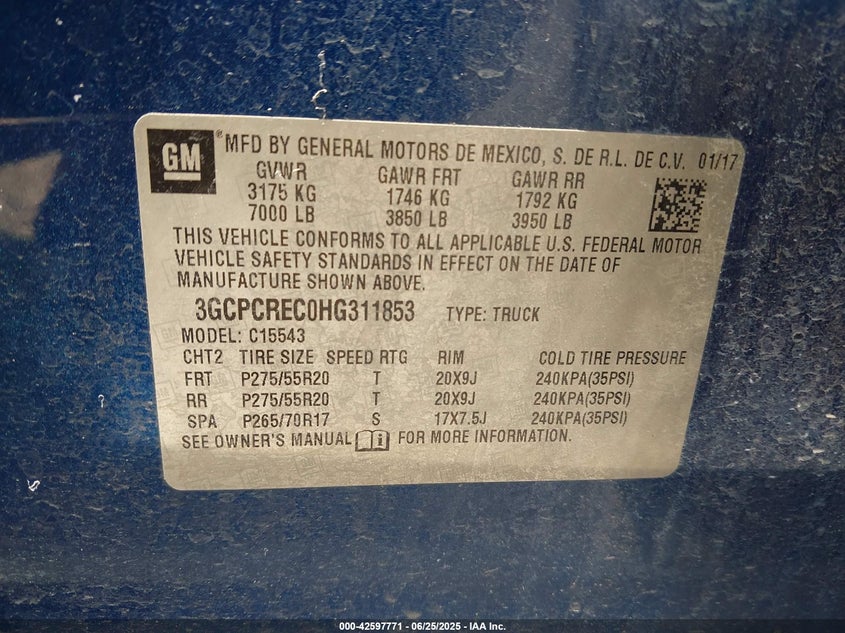 GM ® MFD BY GENERAL MOTORS DE MEXICO, S. DE R.L. DE C.V. 01/17
GVWR GAWR FRT GAWR RR
3175 KG 1746 KG 1792 KG
7000 LB 3850 LB 3950 LB
THIS VEHICLE CONFORMS TO ALL APPLICABLE U.S. FEDERAL MOTOR
VEHICLE SAFETY STANDARDS IN EFFECT ON THE DATE OF
MANUFACTURE SHOWN ABOVE.
3GCPCREC0HG311853 TYPE: TRUCK
MODEL: C15543
CHT2 TIRE SIZE SPEED RTG RIM COLD TIRE PRESSURE
FRT P275/55R20 T 20X9J 240KPA(35PSI)
RR P275/55R20 T 20X9J 240KPA(35PSI)
SPA P265/70R17 S 17X7.5J 240KPA(35PSI)
SEE OWNER'S MANUAL FOR MORE INFORMATION.
000-42597771 - 06/25/2025 - IAA Inc.